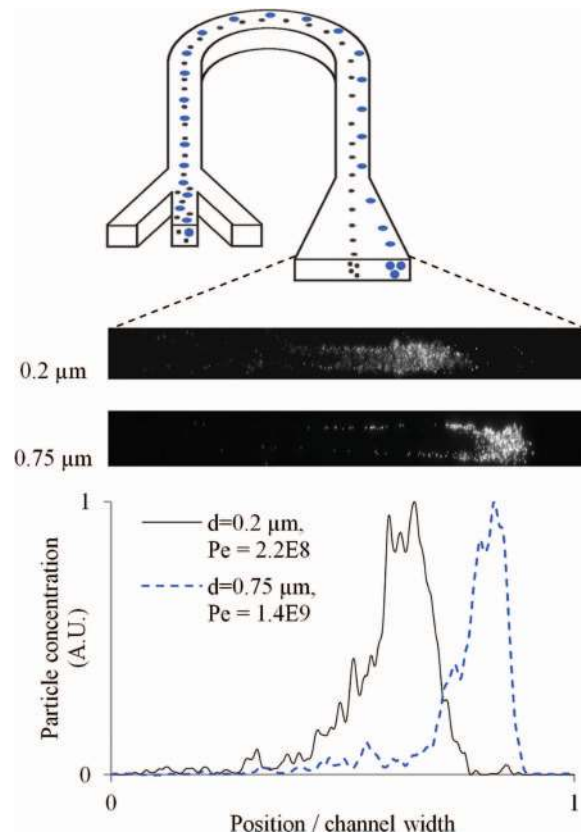 0.2 µm
0.75 µm
1
d=0.2 µm,
Pe = 2.2E8
d=0.75 µm,
Pe = 1.4E9
Particle concentration
(A.U.)
0
0
1
Position / channel width